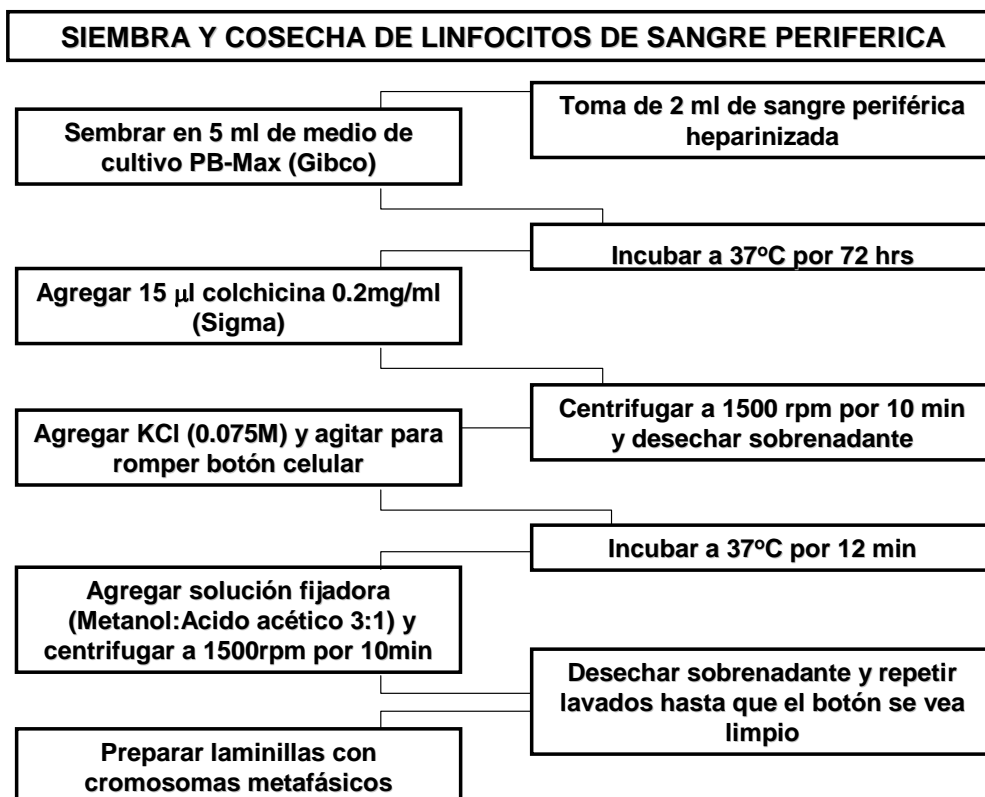 SIEMBRA Y COSECHA DE LINFOCITOS DE SANGRE PERIFERICA
Toma de 2 ml de sangre periférica
heparinizada
Sembrar en 5 ml de medio de
cultivo PB-Max (Gibco)
Incubar a 37ºC por 72 hrs
Agregar 15 µl colchicina 0.2mg/ml
(Sigma)
Centrifugar a 1500 rpm por 10 min
y desechar sobrenadante
Agregar KCl (0.075M) y agitar para
romper botón celular
Incubar a 37ºC por 12 min
Agregar solución fijadora
(Metanol:Acido acético 3:1) y
centrifugar a 1500rpm por 10min
Desechar sobrenadante y repetir
lavados hasta que el botón se vea
limpio
Preparar laminillas con
cromosomas metafásicos